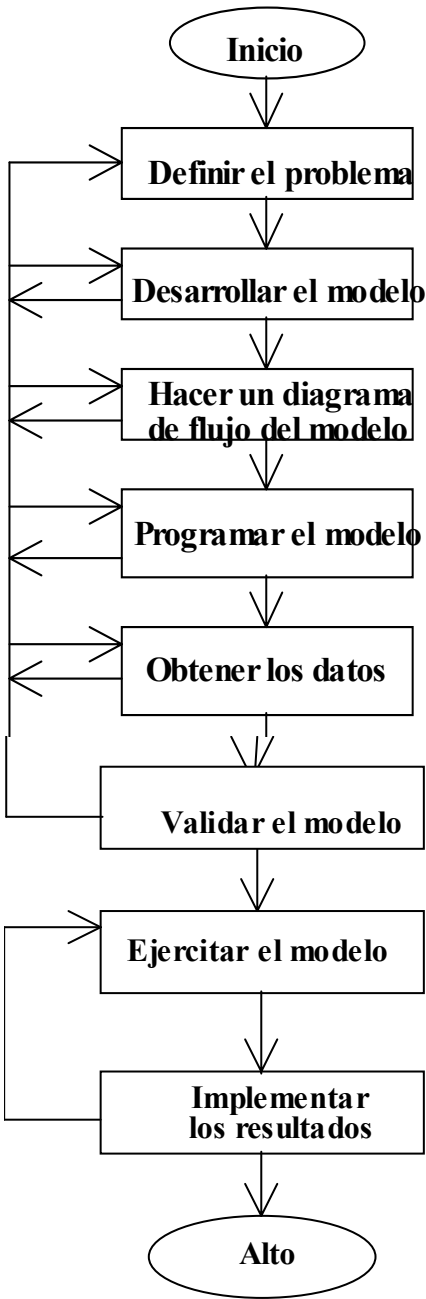 Inicio
Definir el problema
Desarrollar el modelo
Hacer un diagrama
de flujo del modelo
Programar el modelo
Obtener los datos
Validar el modelo
Ejercitar el modelo
Implementar
los resultados
Alto